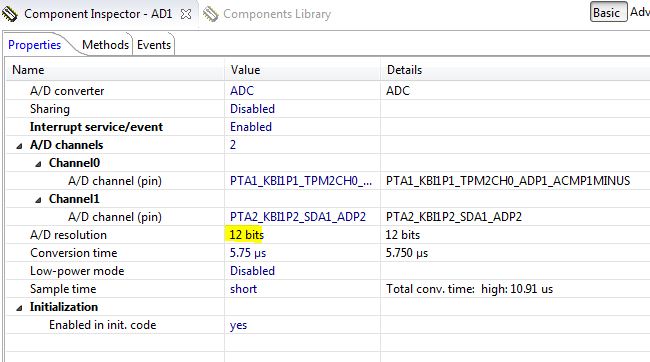 Component Inspector - AD1 Components Library Basic Adv
Properties Methods Events
Name Value Details
A/D converter ADC ADC
Sharing Disabled
Interrupt service/event Enabled
A/D channels 2
Channel0
A/D channel (pin) PTA1_KBI1P1_TPM2CH0_... PTA1_KBI1P1_TPM2CH0_ADP1_ACMP1MINUS
Channel1
A/D channel (pin) PTA2_KBI1P2_SDA1_ADP2 PTA2_KBI1P2_SDA1_ADP2
A/D resolution 12 bits 12 bits
Conversion time 5.75 µs 5.750 µs
Low-power mode Disabled
Sample time short Total conv. time: high: 10.91 us
Initialization
Enabled in init. code yes